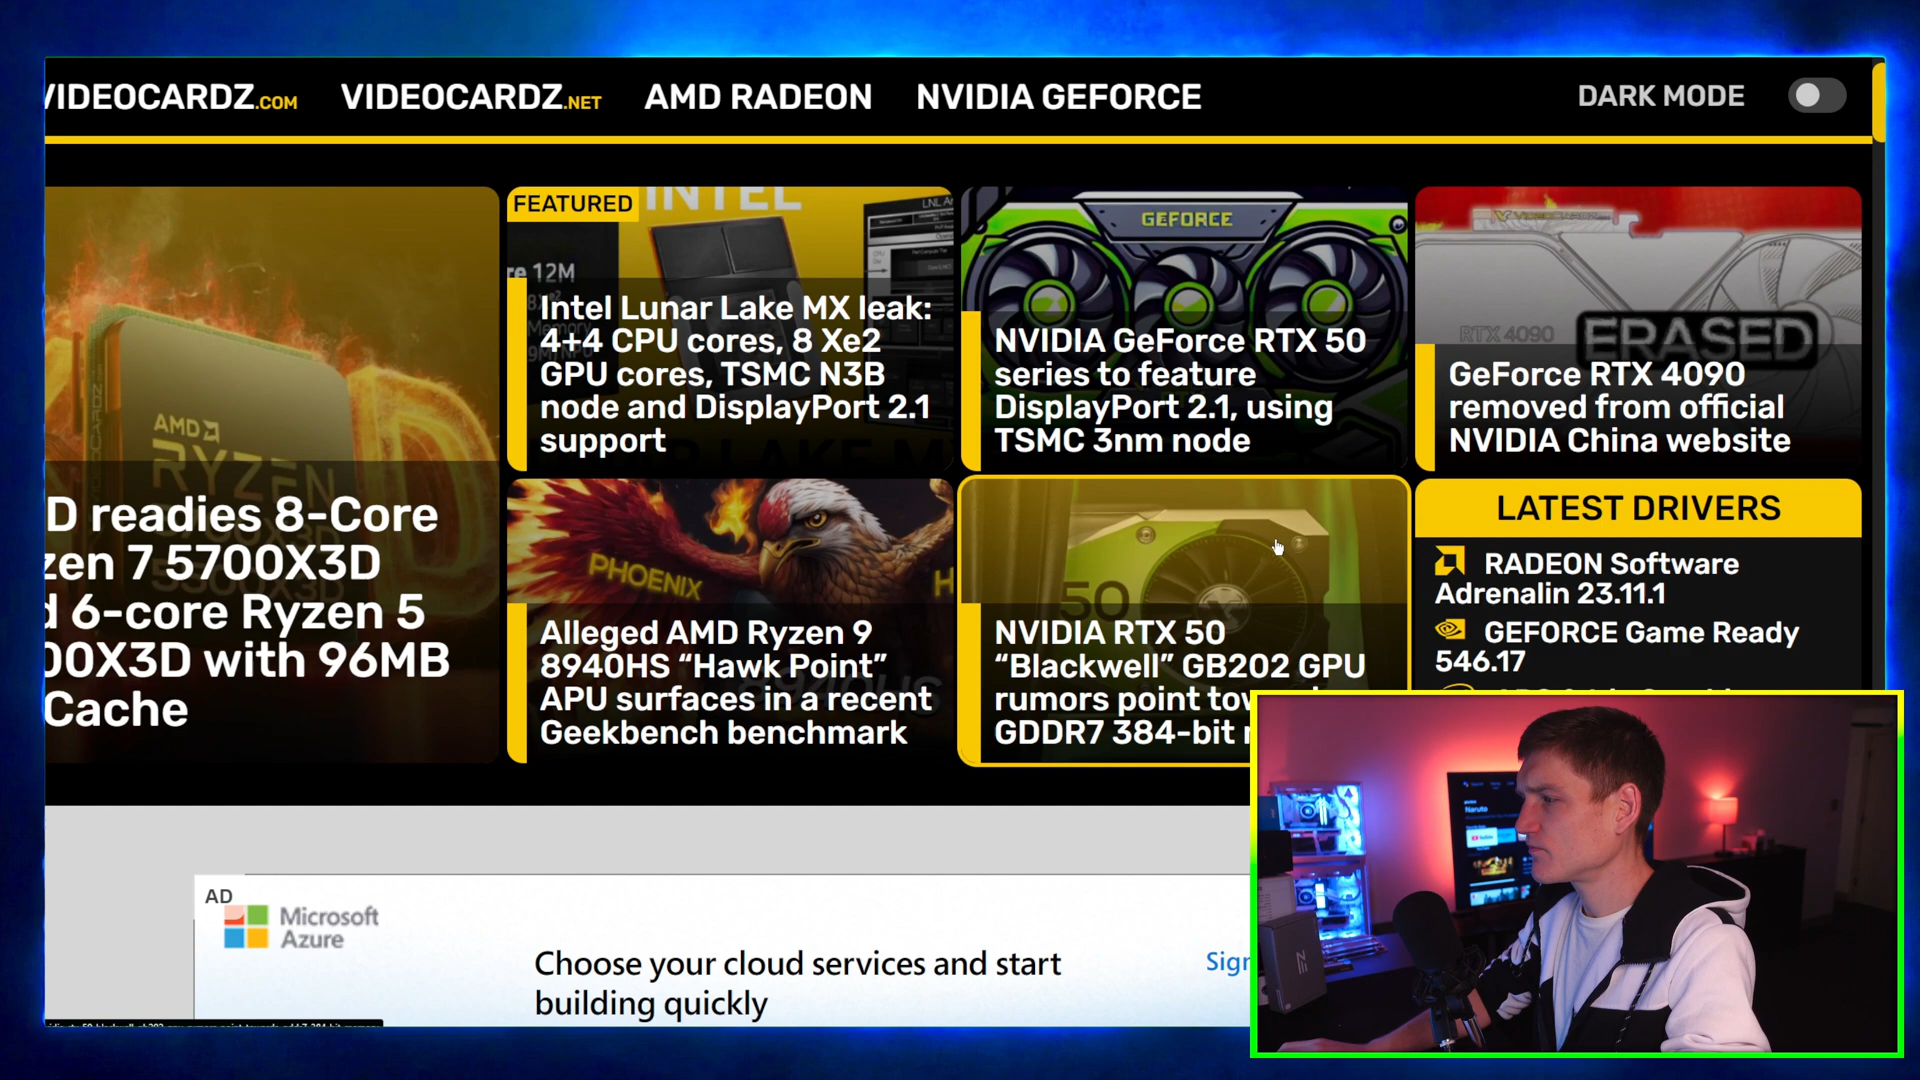 VIDEOCARDZ.COM VIDEOCARDZ.NET AMD RADEON NVIDIA GEFORCE DARK MODE
AMD
RYZEN
D readies 8-Core
zen 7 5700X3D
d 6-core Ryzen 5
00X3D with 96MB
Cache
FEATURED
INTEL
re 12M
Intel Lunar Lake MX leak:
4+4 CPU cores, 8 Xe2
GPU cores, TSMC N3B
node and DisplayPort 2.1
support
GEFORCE
NVIDIA GeForce RTX 50
series to feature
DisplayPort 2.1, using
TSMC 3nm node
VIDEOCARDZ
RTX 4090
ERASED
GeForce RTX 4090
removed from official
NVIDIA China website
PHOENIX
H
Alleged AMD Ryzen 9
8940HS “Hawk Point”
APU surfaces in a recent
Geekbench benchmark
50
NVIDIA RTX 50
“Blackwell” GB202 GPU
rumors point
GDDR7 384-bit
LATEST DRIVERS
RADEON Software
Adrenalin 23.11.1
GEFORCE Game Ready
546.17
AD
Microsoft
Azure
Choose your cloud services and start
building quickly
Sign
Naruto